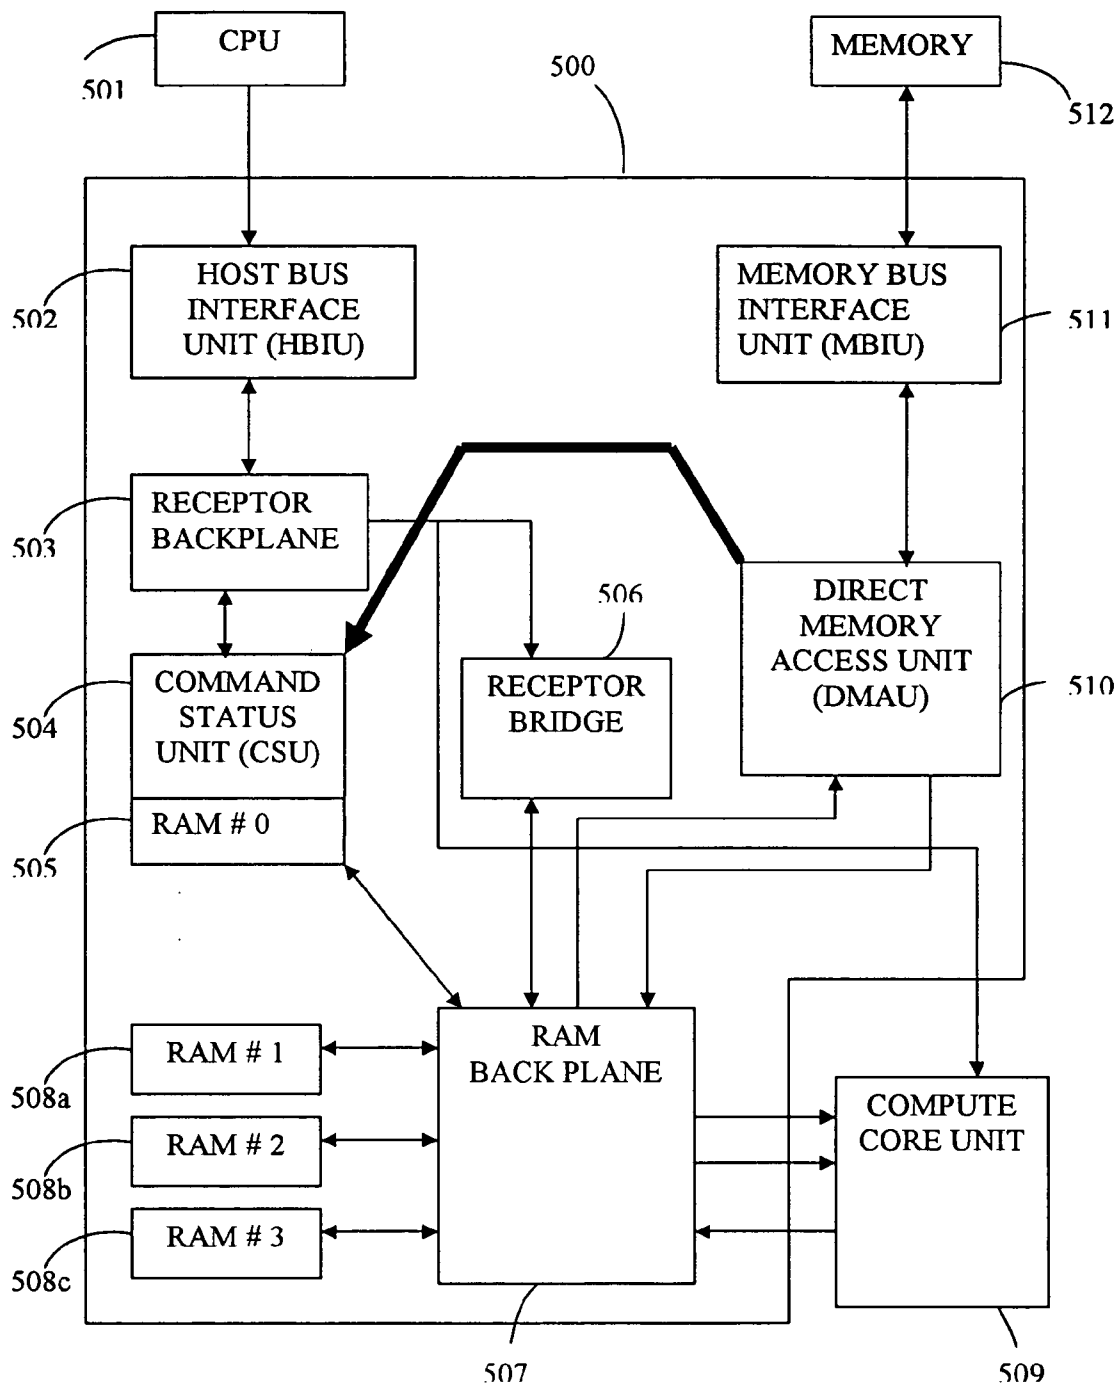 CPU
501
500
MEMORY
512
HOST BUS
INTERFACE
UNIT (HBIU)
502
MEMORY BUS
INTERFACE
UNIT (MBIU)
511
RECEPTOR
BACKPLANE
503
506
DIRECT
MEMORY
ACCESS UNIT
(DMAU)
510
COMMAND
STATUS
UNIT (CSU)
504
RECEPTOR
BRIDGE
RAM # 0
505
RAM
BACK PLANE
RAM # 1
508a
RAM # 2
508b
RAM # 3
508c
COMPUTE
CORE UNIT
507
509